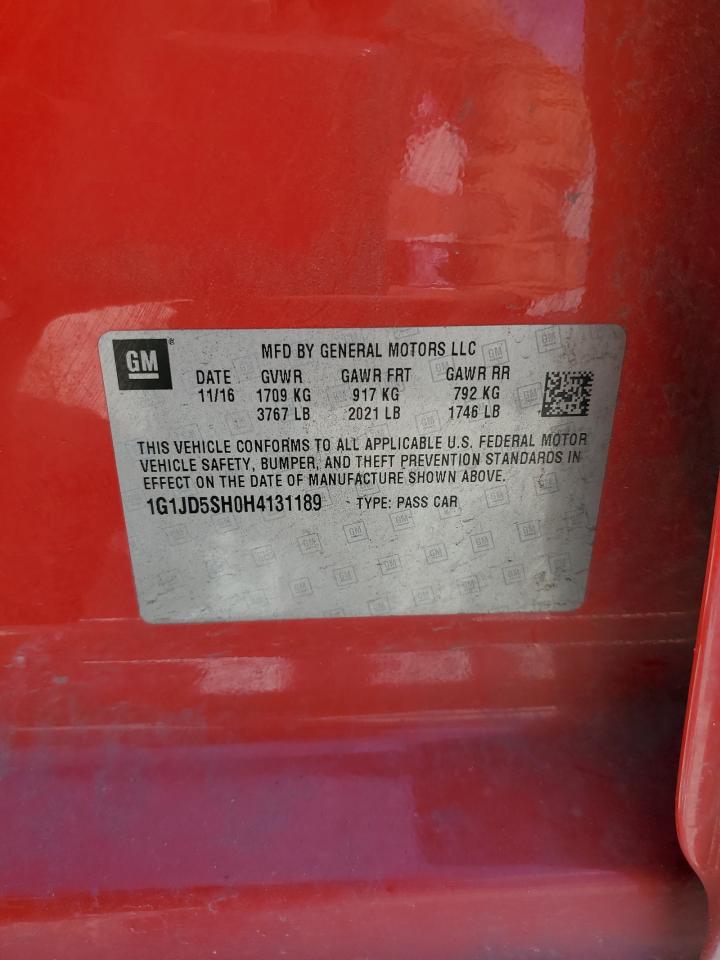 GM® MFD BY GENERAL MOTORS LLC
DATE GVWR GAWR FRT GAWR RR
11/16 1709 KG 917 KG 792 KG
3767 LB 2021 LB 1746 LB
THIS VEHICLE CONFORMS TO ALL APPLICABLE U.S. FEDERAL MOTOR
VEHICLE SAFETY, BUMPER, AND THEFT PREVENTION STANDARDS IN
EFFECT ON THE DATE OF MANUFACTURE SHOWN ABOVE.
1G1JD5SH0H4131189 TYPE: PASS CAR